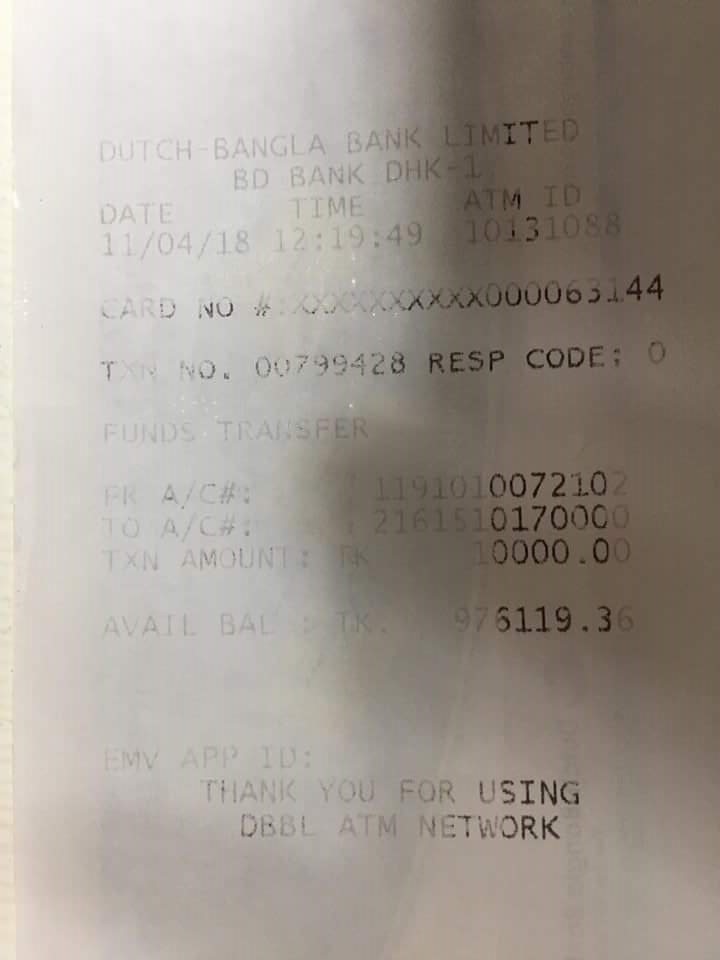 DUTCH-BANGLA BANK LIMITED
BD BANK DHK-1
DATE TIME ATM ID
11/04/18 12:19:49 10131088
CARD NO #:XXXXXXXXXX000063144
TXN NO. 00799428 RESP CODE: 0
FUNDS TRANSFER
FR A/C#: : 1191010072102
TO A/C#: : 2161510170000
TXN AMOUNT: TK 10000.00
AVAIL BAL : TK. 976119.36
EMV APP ID:
THANK YOU FOR USING
DBBL ATM NETWORK